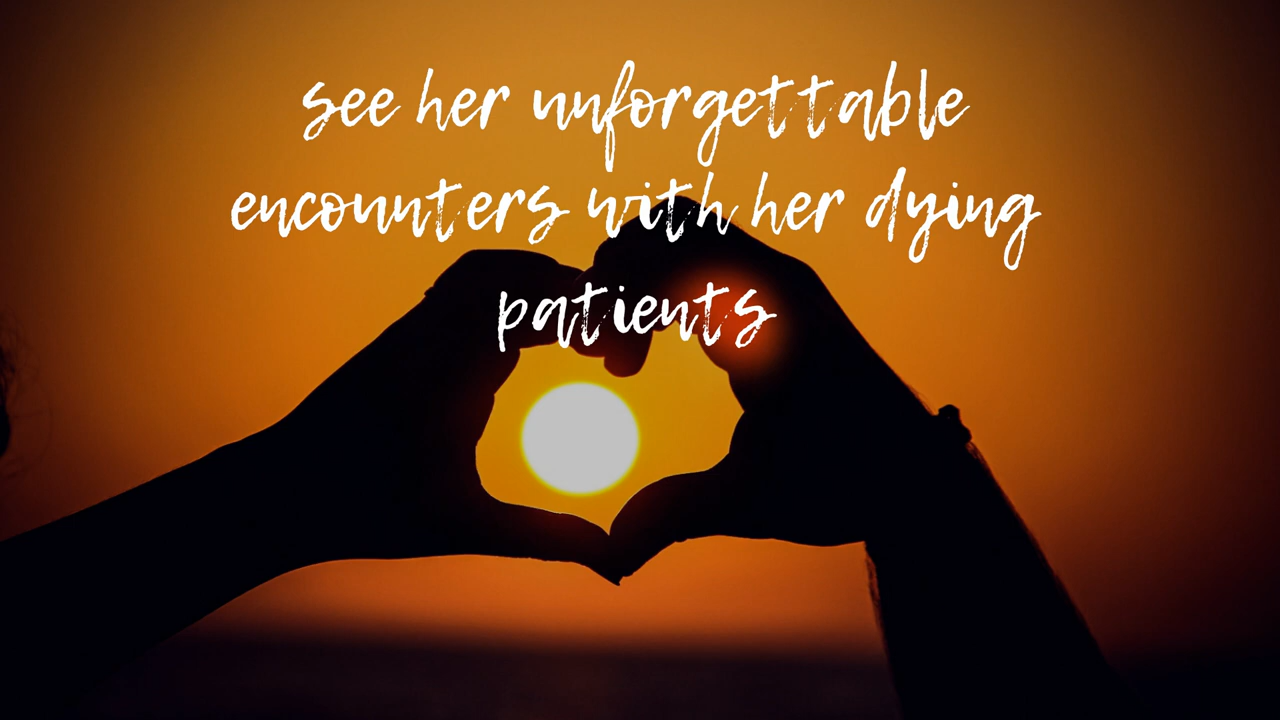 see her unforgettable
encounters with her dying
patients